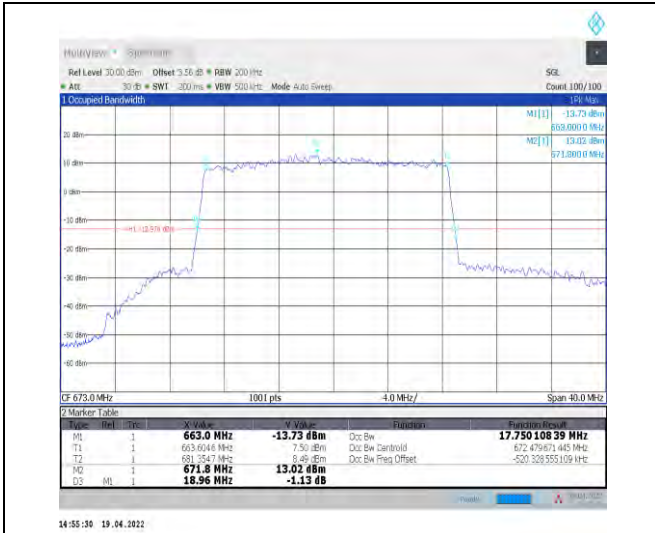 MultiView Spectrum
Ref Level 30.00 dBm Offset 3.56 dB RBW 200 kHz SGL
Att 30 dB SWT 200 ms VBW 500 kHz Mode Auto Sweep Count 100/100
1 Occupied Bandwidth 1Pk Max
M1[1] -13.73 dBm
663.0000 MHz
M2[1] 13.02 dBm
671.8000 MHz
20 dBm
10 dBm
0 dBm
-10 dBm
-20 dBm
-30 dBm
-40 dBm
-50 dBm
-60 dBm
CF 673.0 MHz 1001 pts 4.0 MHz/ Span 40.0 MHz
2 Marker Table
Type Ref Trc X-Value Y-Value Function Function Result
M1 1 663.0 MHz -13.73 dBm Occ Bw 17.750 108 39 MHz
T1 1 663.6046 MHz 7.50 dBm Occ Bw Centroid 672.479671445 MHz
T2 1 681.3547 MHz 8.49 dBm Occ Bw Freq Offset -520.328555109 kHz
M2 1 671.8 MHz 13.02 dBm
D3 M1 1 18.96 MHz -1.13 dB
14:55:30 19.04.2022